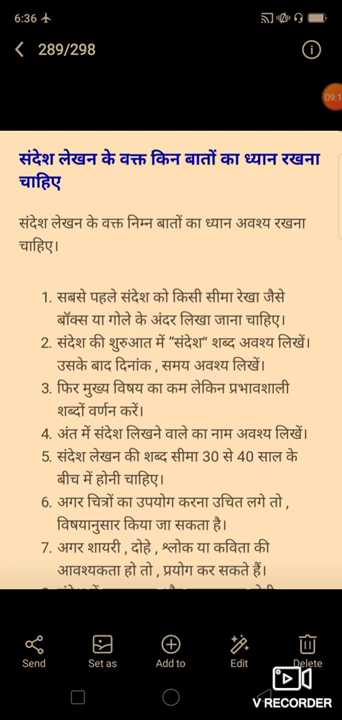 6:36
289/298
09:1
संदेश लेखन के वक्त किन बातों का ध्यान रखना
चाहिए
संदेश लेखन के वक्त निम्न बातों का ध्यान अवश्य रखना
चाहिए।
1. सबसे पहले संदेश को किसी सीमा रेखा जैसे
बॉक्स या गोले के अंदर लिखा जाना चाहिए।
2. संदेश की शुरुआत में “संदेश” शब्द अवश्य लिखें।
उसके बाद दिनांक , समय अवश्य लिखें।
3. फिर मुख्य विषय का कम लेकिन प्रभावशाली
शब्दों वर्णन करें।
4. अंत में संदेश लिखने वाले का नाम अवश्य लिखें।
5. संदेश लेखन की शब्द सीमा 30 से 40 साल के
बीच में होनी चाहिए।
6. अगर चित्रों का उपयोग करना उचित लगे तो ,
विषयानुसार किया जा सकता है।
7. अगर शायरी , दोहे , श्लोक या कविता की
आवश्यकता हो तो , प्रयोग कर सकते हैं।
Send Set as Add to Edit Delete
V RECORDER